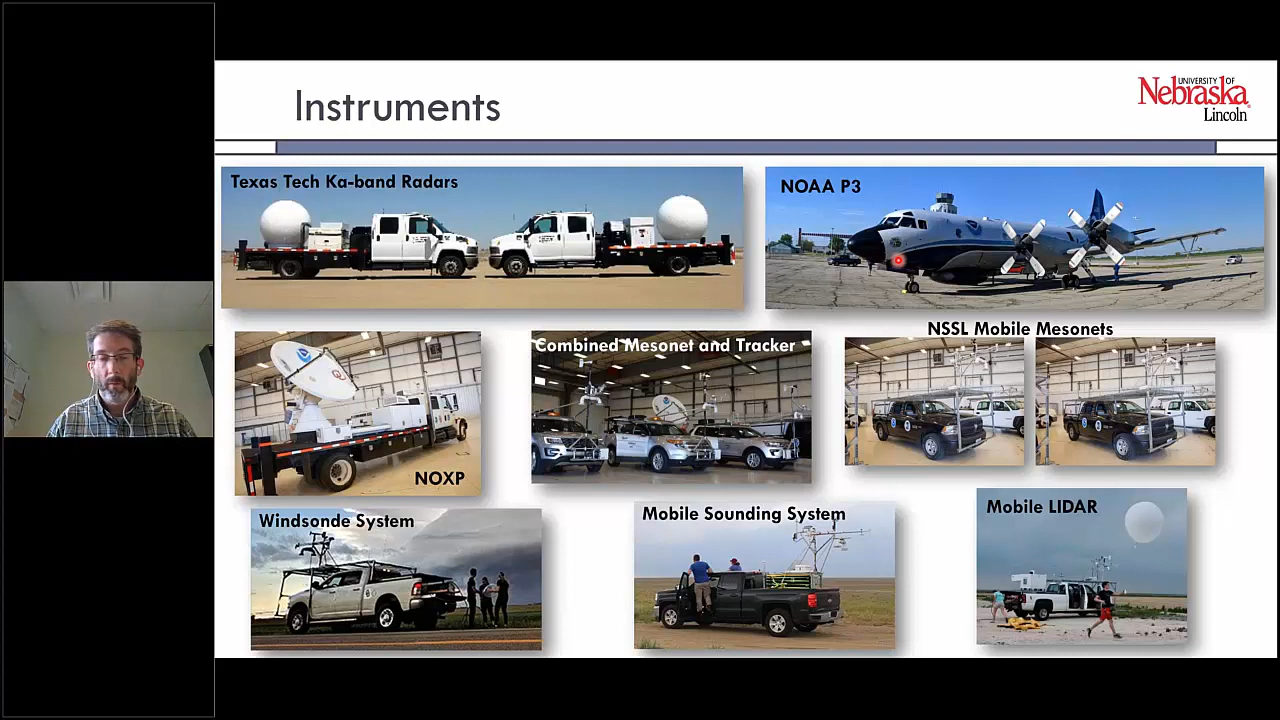 Instruments
UNIVERSITY OF
Nebraska
Lincoln
Texas Tech Ka-band Radars
NOAA P3
NSSL Mobile Mesonets
Combined Mesonet and Tracker
NOXP
Windsonde System
Mobile Sounding System
Mobile LIDAR